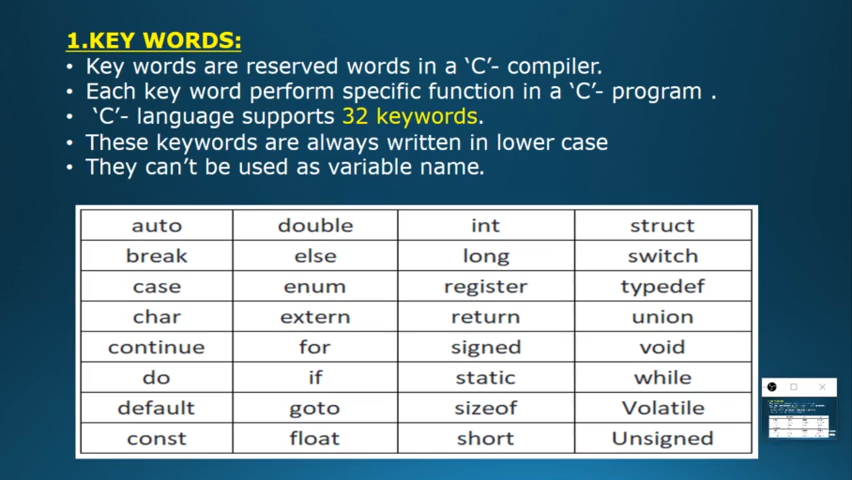 1.KEY WORDS:
• Key words are reserved words in a ‘C’- compiler.
• Each key word perform specific function in a ‘C’- program .
• ‘C’- language supports 32 keywords.
• These keywords are always written in lower case
• They can’t be used as variable name.
auto double int struct
break else long switch
case enum register typedef
char extern return union
continue for signed void
do if static while
default goto sizeof Volatile
const float short Unsigned